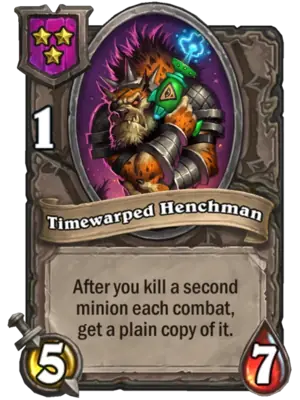 1
Timewarped Henchman
After you kill a second
minion each combat,
get a plain copy of it.
5
7